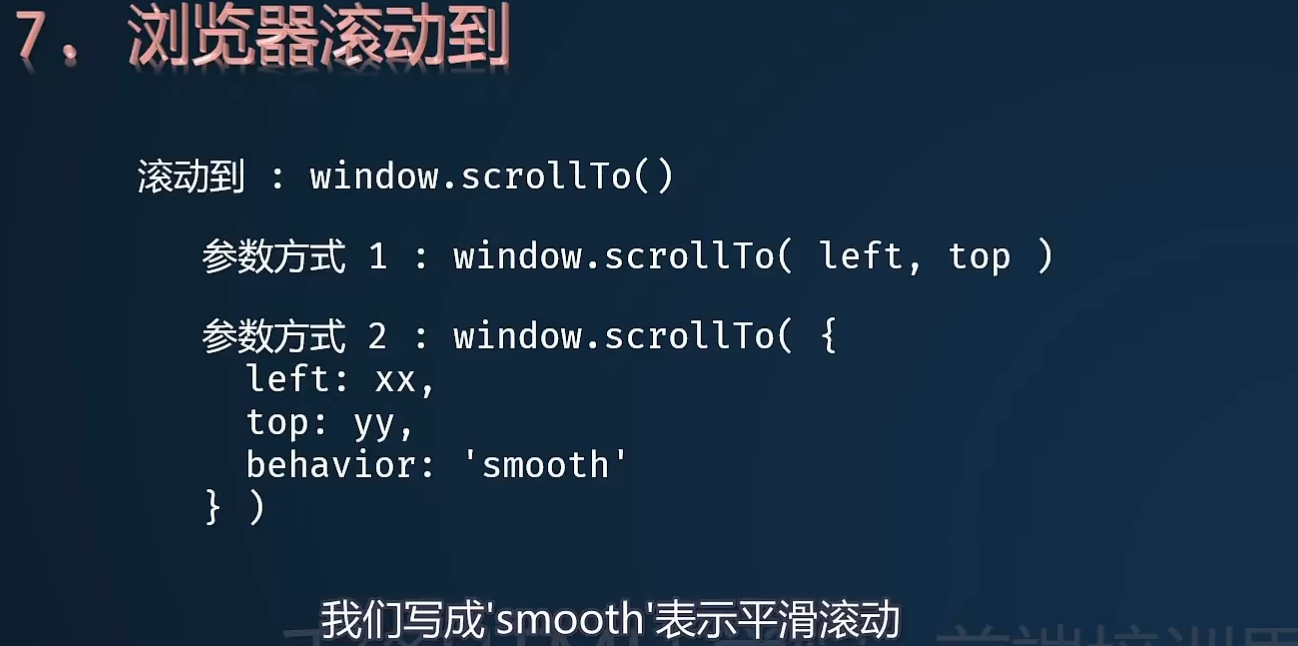 7. 浏览器滚动到
滚动到 : window.scrollTo()
参数方式 1 : window.scrollTo( left, top )
参数方式 2 : window.scrollTo( {
left: xx,
top: yy,
behavior: 'smooth'
} )
我们写成'smooth'表示平滑滚动